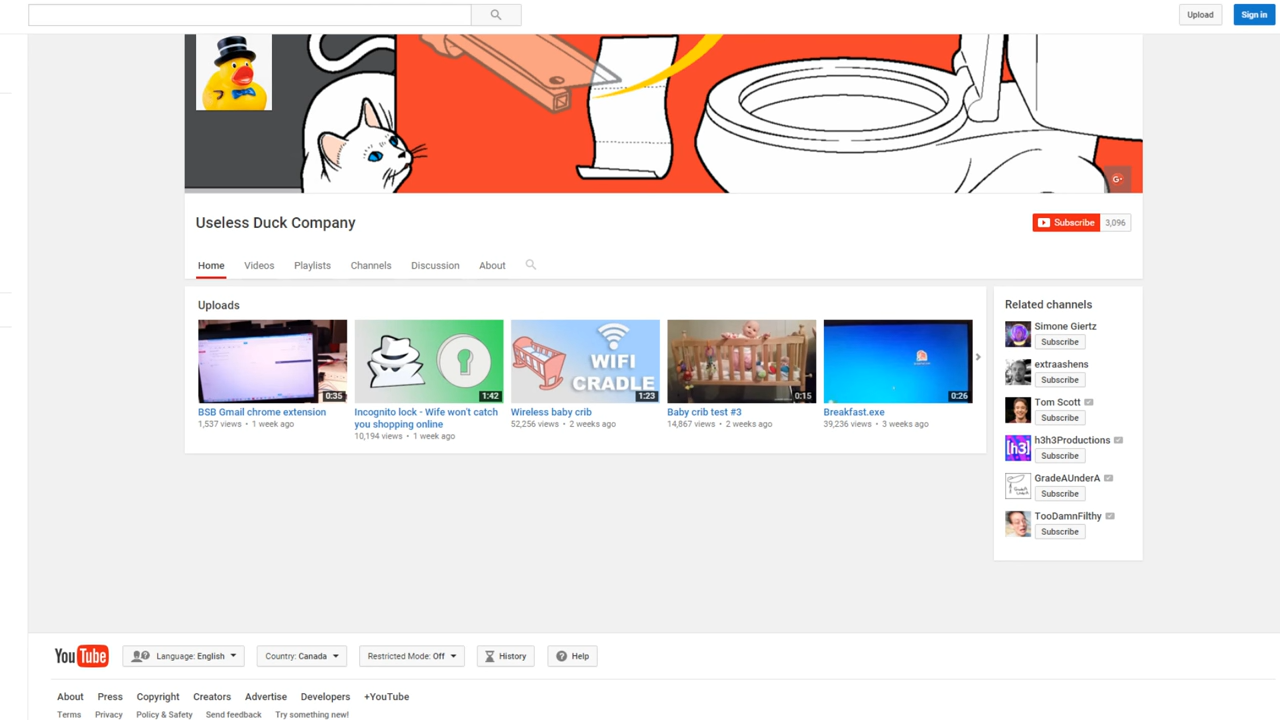 Upload
Sign in
G+
Useless Duck Company
Subscribe 3,096
Home Videos Playlists Channels Discussion About
Uploads
0:35
WIFI
CRADLE
1:42
1:23
0:15
0:26
BSB Gmail chrome extension
1,537 views • 1 week ago
Incognito lock - Wife won't catch
you shopping online
10,194 views • 1 week ago
Wireless baby crib
52,256 views • 2 weeks ago
Baby crib test #3
14,867 views • 2 weeks ago
Breakfast.exe
39,236 views • 3 weeks ago
Related channels
Simone Giertz
Subscribe
extraashens
Subscribe
Tom Scott
Subscribe
[h3]
h3h3Productions
Subscribe
GradeAUnderA
Subscribe
TooDamnFilthy
Subscribe
YouTube
Language: English
Country: Canada
Restricted Mode: Off
History
Help
About Press Copyright Creators Advertise Developers +YouTube
Terms Privacy Policy & Safety Send feedback Try something new!